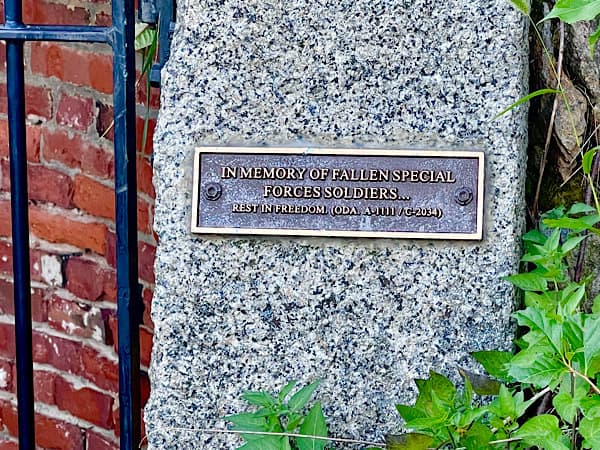 IN MEMORY OF FALLEN SPECIAL
FORCES SOLDIERS...
REST IN FREEDOM (ODA. A-1111 / C-2034)